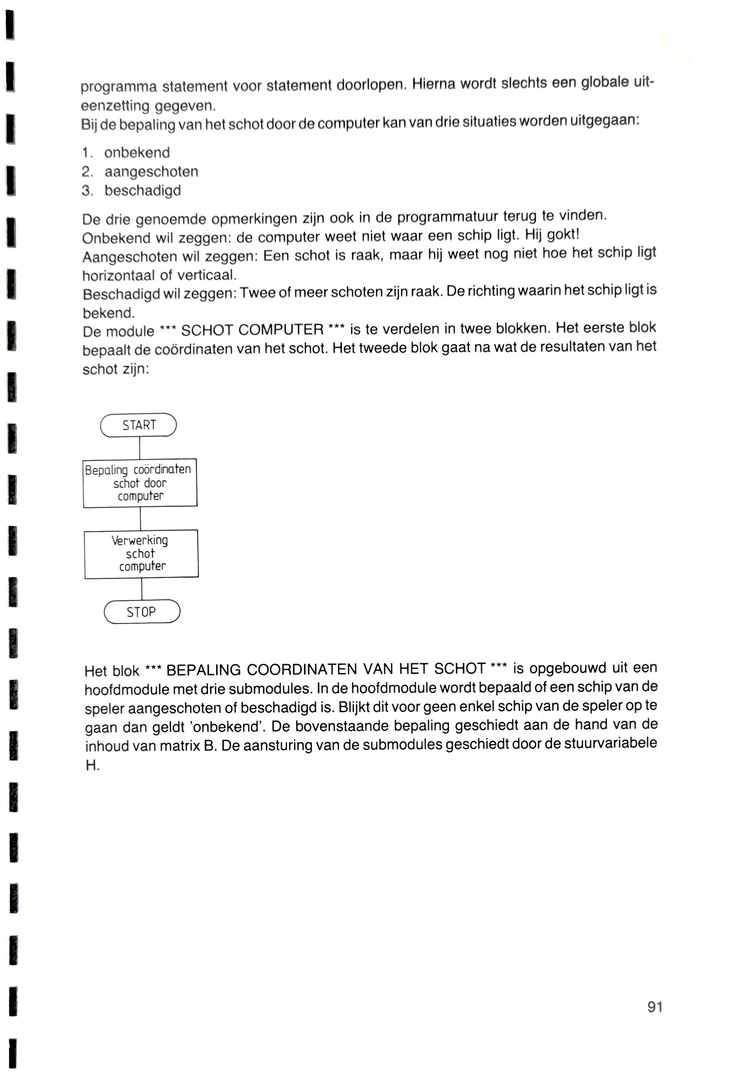 programma statement voor statement doorlopen. Hierna wordt slechts een globale uit-
eenzetting gegeven.
Bij de bepaling van het schot door de computer kan van drie situaties worden uitgegaan:
1. onbekend
2. aangeschoten
3. beschadigd
De drie genoemde opmerkingen zijn ook in de programmatuur terug te vinden.
Onbekend wil zeggen: de computer weet niet waar een schip ligt. Hij gokt!
Aangeschoten wil zeggen: Een schot is raak, maar hij weet nog niet hoe het schip ligt
horizontaal of verticaal.
Beschadigd wil zeggen: Twee of meer schoten zijn raak. De richting waarin het schip ligt is
bekend.
De module *** SCHOT COMPUTER *** is te verdelen in twee blokken. Het eerste blok
bepaalt de coördinaten van het schot. Het tweede blok gaat na wat de resultaten van het
schot zijn:
START
Bepaling coördinaten
schot door
computer
Verwerking
schot
computer
STOP
Het blok *** BEPALING COORDINATEN VAN HET SCHOT *** is opgebouwd uit een
hoofdmodule met drie submodules. In de hoofdmodule wordt bepaald of een schip van de
speler aangeschoten of beschadigd is. Blijkt dit voor geen enkel schip van de speler op te
gaan dan geldt 'onbekend'. De bovenstaande bepaling geschiedt aan de hand van de
inhoud van matrix B. De aansturing van de submodules geschiedt door de stuurvariabele
H.
91